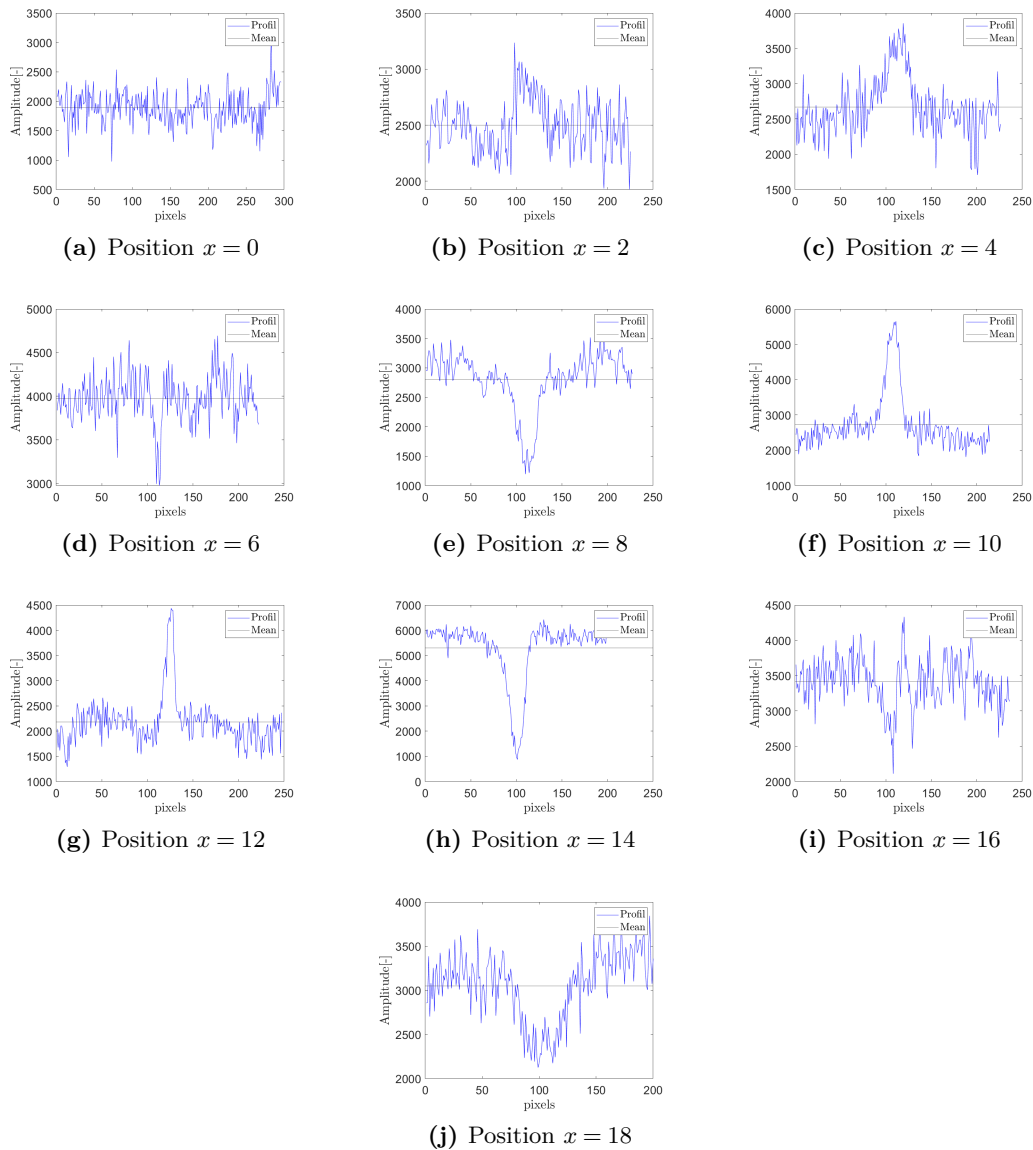 3500
3000
2500
2000
1500
1000
500
Amplitude[-]
Profil
Mean
0 50 100 150 200 250 300
pixels
(a) Position x = 0
3500
3000
2500
2000
Amplitude[-]
Profil
Mean
0 50 100 150 200 250
pixels
(b) Position x = 2
4000
3500
3000
2500
2000
1500
Amplitude[-]
Profil
Mean
0 50 100 150 200 250
pixels
(c) Position x = 4
5000
4500
4000
3500
3000
Amplitude[-]
Profil
Mean
0 50 100 150 200 250
pixels
(d) Position x = 6
4000
3500
3000
2500
2000
1500
1000
Amplitude[-]
Profil
Mean
0 50 100 150 200 250
pixels
(e) Position x = 8
6000
5000
4000
3000
2000
1000
Amplitude[-]
Profil
Mean
0 50 100 150 200 250
pixels
(f) Position x = 10
4500
4000
3500
3000
2500
2000
1500
1000
Amplitude[-]
Profil
Mean
0 50 100 150 200 250
pixels
(g) Position x = 12
7000
6000
5000
4000
3000
2000
1000
0
Amplitude[-]
Profil
Mean
0 50 100 150 200 250
pixels
(h) Position x = 14
4500
4000
3500
3000
2500
2000
Amplitude[-]
Profil
Mean
0 50 100 150 200 250
pixels
(i) Position x = 16
4000
3500
3000
2500
2000
Amplitude[-]
Profil
Mean
0 50 100 150 200
pixels
(j) Position x = 18